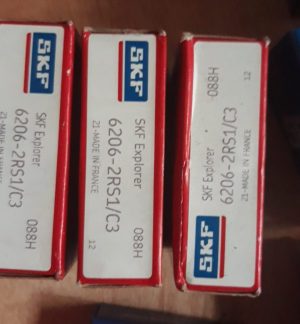 SKF
SKF Explorer
6206-2RS1/C3
21-MADE IN FRANCE
088H
SKF
SKF Explorer
6206-2RS1/C3
21-MADE IN FRANCE
088H
12
SKF
SKF Explorer
6206-2RS1/C3
21-MADE IN FRANCE
088H
12